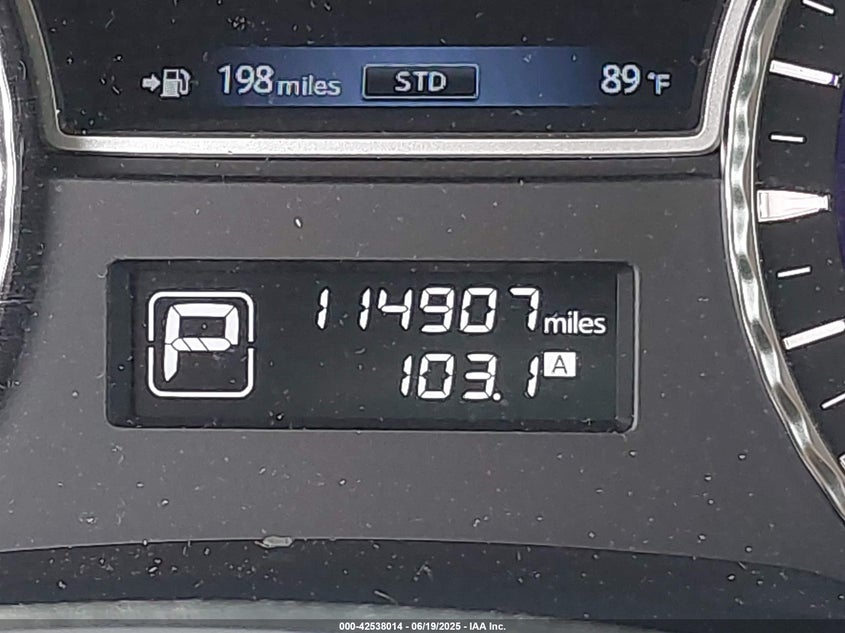 198 miles STD 89 °F
P
114907 miles
103.1 A
000-42538014 - 06/19/2025 - IAA Inc.